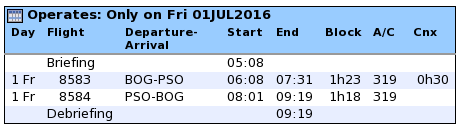 Operates: Only on Fri 01JUL2016
Day Flight Departure- Start End Block A/C Cnx
Arrival
Briefing 05:08
1 Fr 8583 BOG-PSO 06:08 07:31 1h23 319 0h30
1 Fr 8584 PSO-BOG 08:01 09:19 1h18 319
Debriefing 09:19